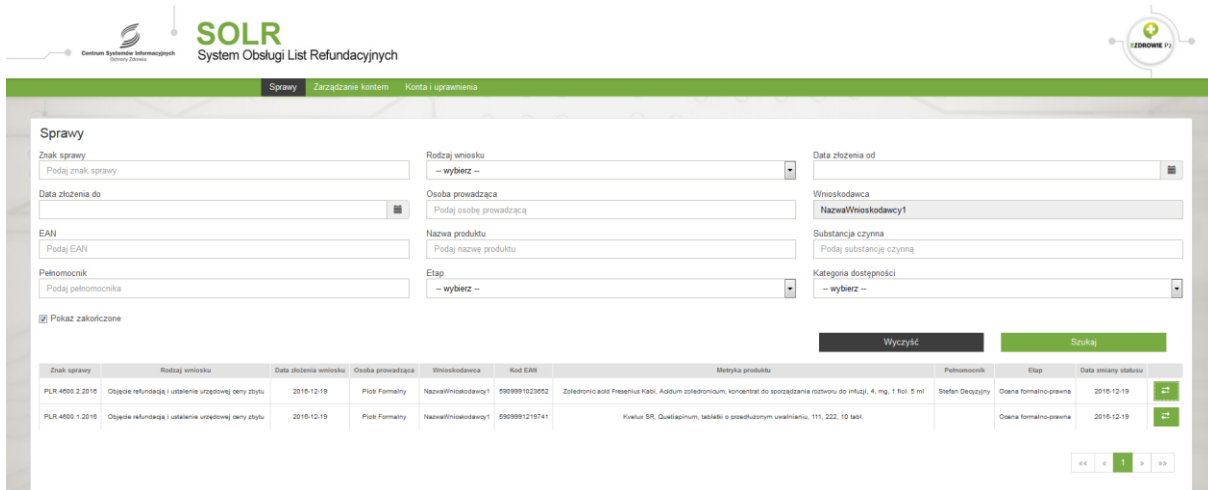 Centrum Systemów Informacyjnych
Ochrony Zdrowia
SOLR
System Obsługi List Refundacyjnych
EZDROWIE P2
Sprawy Zarządzanie kontem Konta i uprawnienia
Sprawy
Znak sprawy Rodzaj wniosku Data złożenia od
Podaj znak sprawy -- wybierz --
Data złożenia do Osoba prowadząca Wnioskodawca
Podaj osobę prowadzącą NazwaWnioskodawcy1
EAN Nazwa produktu Substancja czynna
Podaj EAN Podaj nazwę produktu Podaj substancję czynną
Pełnomocnik Etap Kategoria dostępności
Podaj pełnomocnika -- wybierz -- -- wybierz --
Pokaż zakończone
Wyczyść Szukaj
Znak sprawy Rodzaj wniosku Data złożenia wniosku Osoba prowadząca Wnioskodawca Kod EAN Metryka produktu Pełnomocnik Etap Data zmiany statusu
PLR.4600.2.2016 Objęcie refundacją i ustalenie urzędowej ceny zbytu 2016-12-19 Piotr Formalny NazwaWnioskodawcy1 5909991023652 Zoledronic acid Fresenius Kabi, Acidum zoledronicum, koncentrat do sporządzania roztworu do infuzji, 4, mg, 1 fiol. 5 ml Stefan Decyzyjny Ocena formalno-prawna 2016-12-19
PLR.4600.1.2016 Objęcie refundacją i ustalenie urzędowej ceny zbytu 2016-12-19 Piotr Formalny NazwaWnioskodawcy1 5909991219741 Kvelux SR, Quetiapinum, tabletki o przedłużonym uwalnianiu, 111, 222, 10 tabl. Ocena formalno-prawna 2016-12-19
«« « 1 » »»